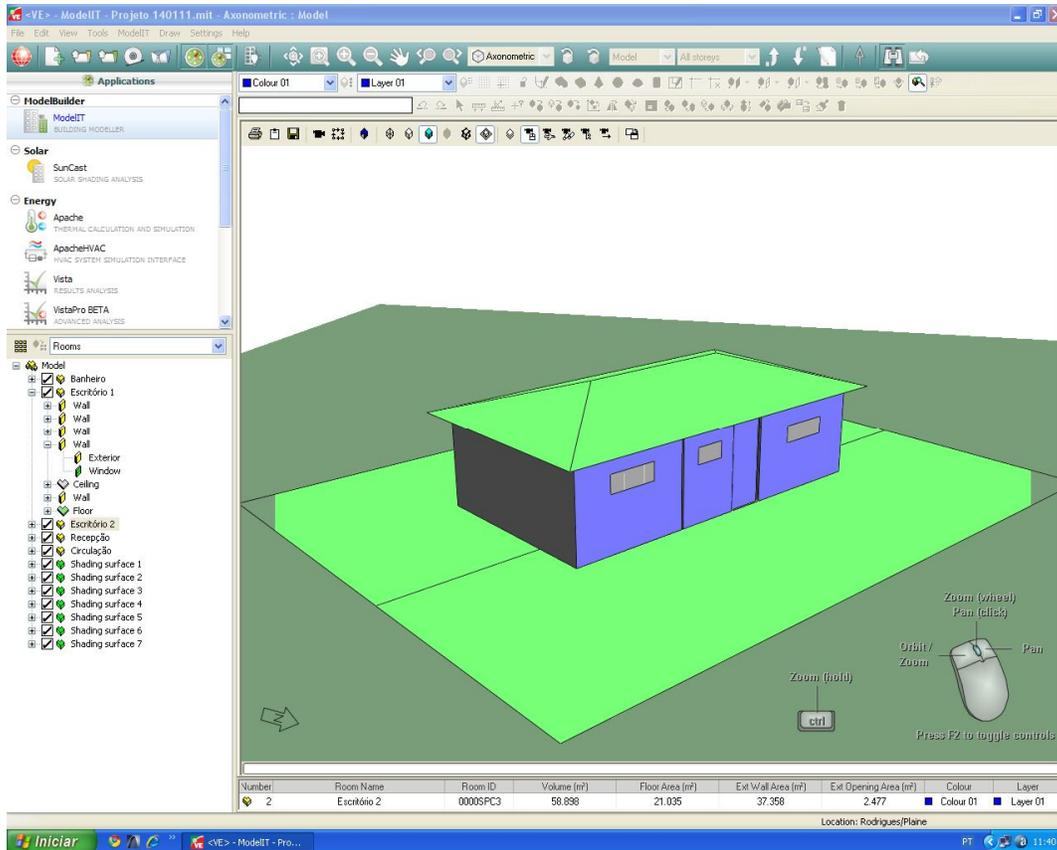 <VE> - ModelIT - Projeto 140111.mit - Axonometric : Model
File Edit View Tools ModelIT Draw Settings Help
Axonometric
Model
All storeys
Applications
Colour 01
Layer 01
ModelBuilder
ModelIT
BUILDING MODELLER
Solar
SunCast
SOLAR SHADING ANALYSIS
Energy
Apache
THERMAL CALCULATION AND SIMULATION
ApacheHVAC
HVAC SYSTEM SIMULATION INTERFACE
Vista
RESULTS ANALYSIS
VistaPro BETA
ADVANCED ANALYSIS
Rooms
Model
Banheiro
Escritório 1
Wall
Wall
Wall
Wall
Exterior
Window
Ceiling
Wall
Floor
Escritório 2
Recepção
Circulação
Shading surface 1
Shading surface 2
Shading surface 3
Shading surface 4
Shading surface 5
Shading surface 6
Shading surface 7
N
Zoom (wheel)
Pan (click)
Orbit /
Zoom
Pan
Zoom (hold)
ctrl
Press F2 to toggle controls
Number Room Name Room ID Volume (m³) Floor Area (m²) Ext Wall Area (m²) Ext Opening Area (m²) Colour Layer
2 Escritório 2 0000SPC3 58.898 21.035 37.358 2.477 Colour 01 Layer 01
Location: Rodrigues/Plaine
Iniciar
<VE> - ModelIT - Pro...
PT
11:40